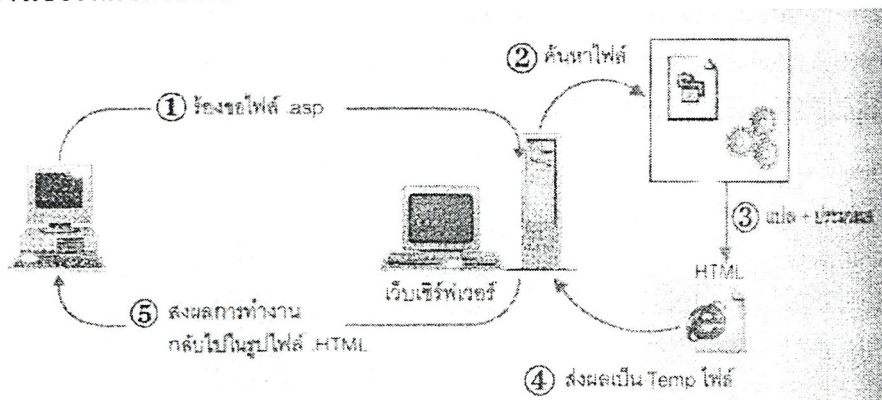 ① ร้องขอไฟล์ .asp
② ค้นหาไฟล์
③ แปล + ประมวลผล
HTML
เว็บเซิร์ฟเวอร์
④ ส่งผลเป็น Temp ไฟล์
⑤ ส่งผลการทำงาน
กลับไปในรูปไฟล์ .HTML